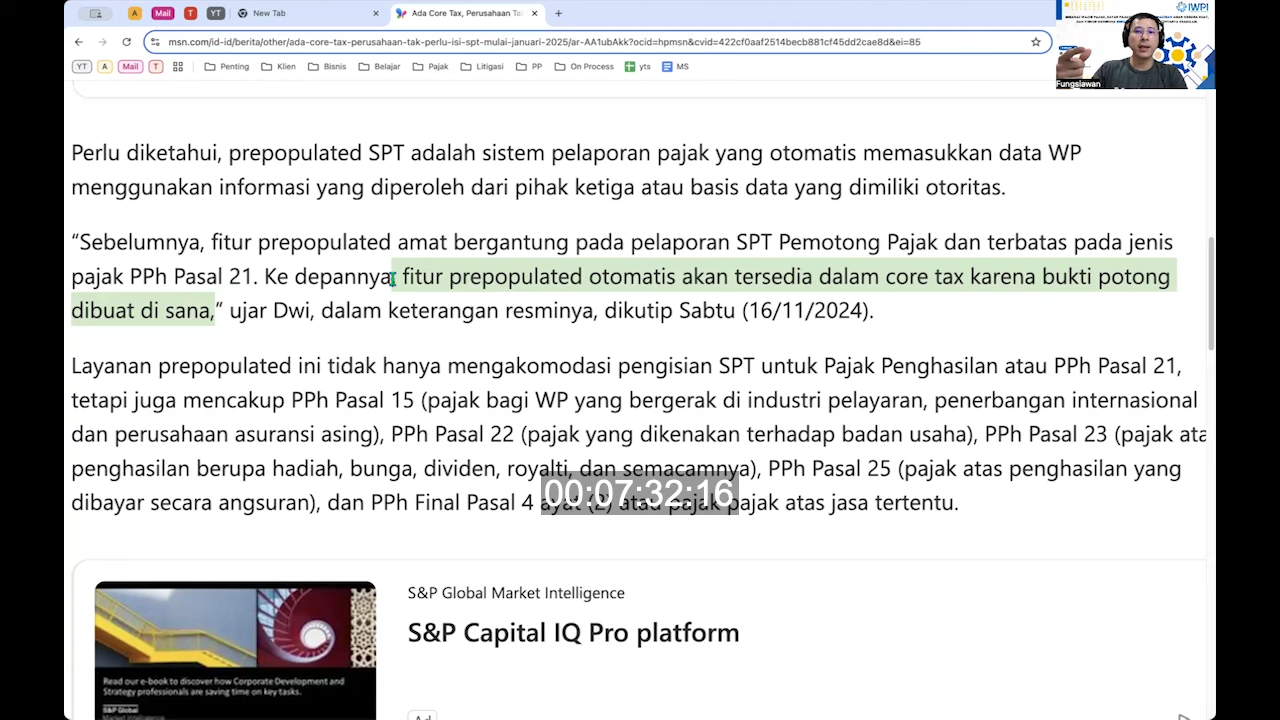 A
Mail
T
YT
New Tab
Ada Core Tax, Perusahaan Ta
msn.com/id-id/berita/other/ada-core-tax-perusahaan-tak-perlu-isi-spt-mulai-januari-2025/ar-AA1ubAkk?ocid=hpmsn&cvid=422cf0aaf2514becb881cf45dd2cae8d&ei=85
YT
A
Mail
T
Penting
Klien
Bisnis
Belajar
Pajak
Litigasi
PP
On Process
yts
MS
IWPI
Fungsiawan
Perlu diketahui, prepopulated SPT adalah sistem pelaporan pajak yang otomatis memasukkan data WP
menggunakan informasi yang diperoleh dari pihak ketiga atau basis data yang dimiliki otoritas.
“Sebelumnya, fitur prepopulated amat bergantung pada pelaporan SPT Pemotong Pajak dan terbatas pada jenis
pajak PPh Pasal 21. Ke depannya, fitur prepopulated otomatis akan tersedia dalam core tax karena bukti potong
dibuat di sana,” ujar Dwi, dalam keterangan resminya, dikutip Sabtu (16/11/2024).
Layanan prepopulated ini tidak hanya mengakomodasi pengisian SPT untuk Pajak Penghasilan atau PPh Pasal 21,
tetapi juga mencakup PPh Pasal 15 (pajak bagi WP yang bergerak di industri pelayaran, penerbangan internasional
dan perusahaan asuransi asing), PPh Pasal 22 (pajak yang dikenakan terhadap badan usaha), PPh Pasal 23 (pajak ata
penghasilan berupa hadiah, bunga, dividen, royalti, dan semacamnya), PPh Pasal 25 (pajak atas penghasilan yang
dibayar secara angsuran), dan PPh Final Pasal 4 ayat (2) atau pajak pajak atas jasa tertentu.
00:07:32:16
S&P Global Market Intelligence
S&P Capital IQ Pro platform
Read our e-book to discover how Corporate Development and
Strategy professionals are saving time on key tasks.
S&P Global
Market Intelligence
Ad